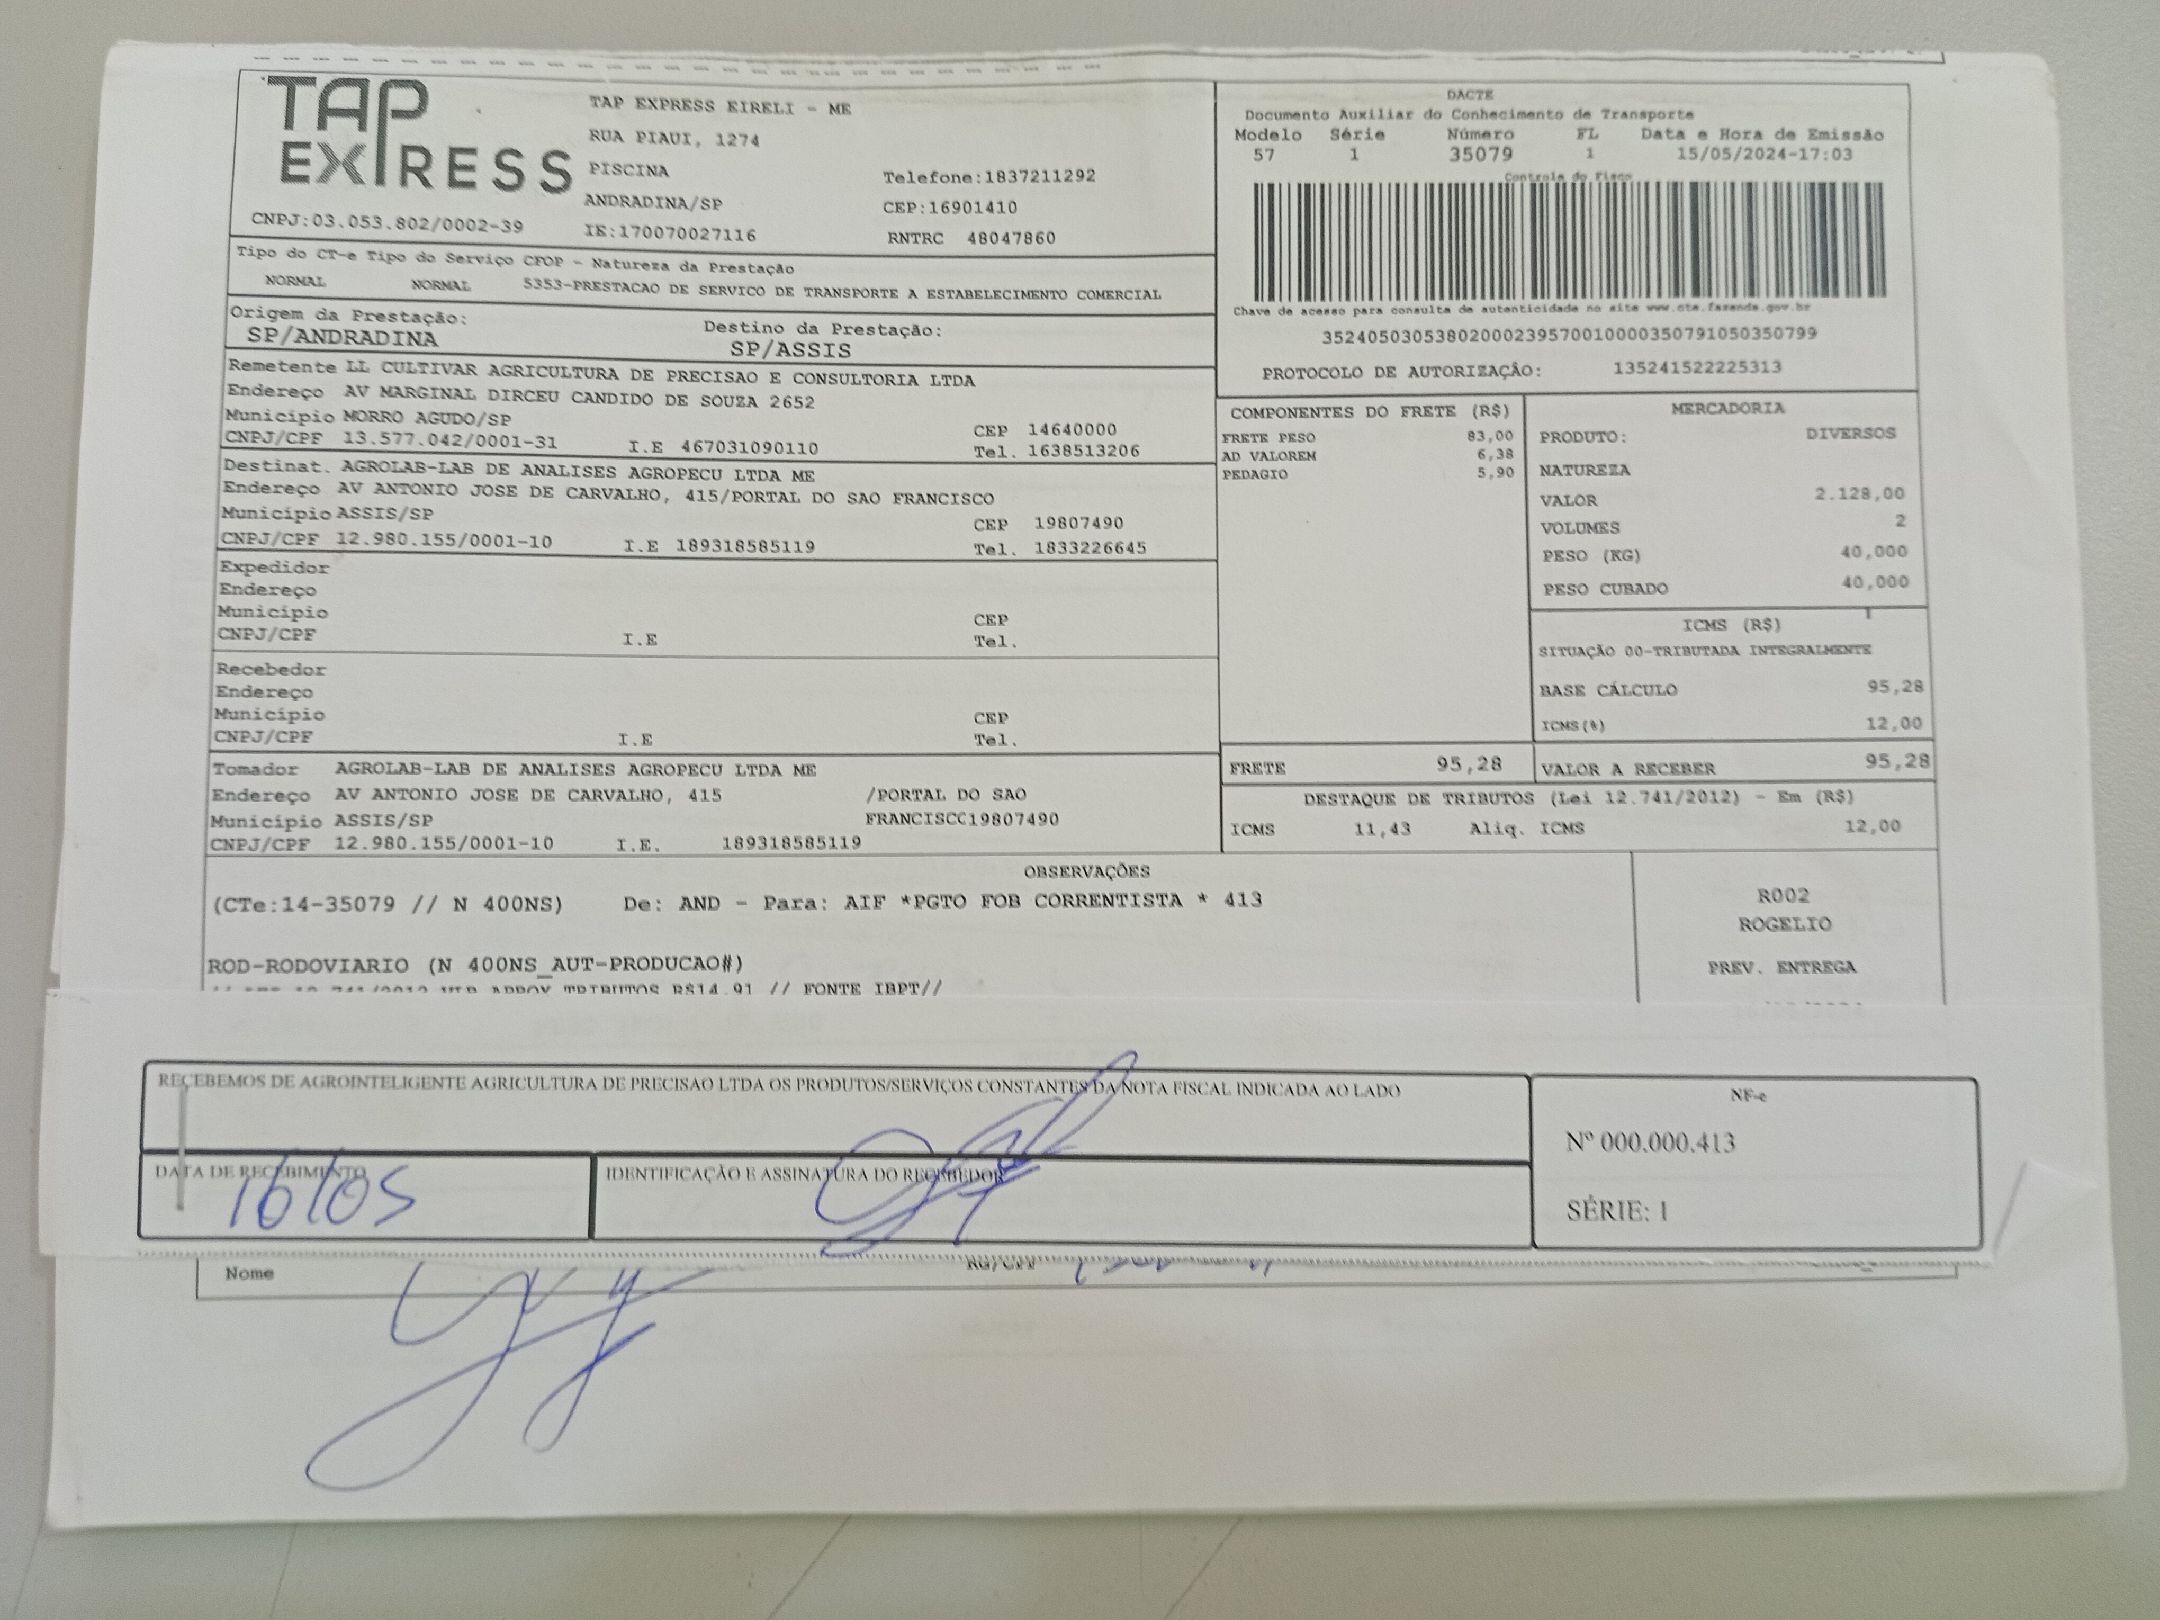 TAP EXPRESS
TAP EXPRESS EIRELI - ME
RUA PIAUI, 1274
PISCINA
Telefone:1837211292
ANDRADINA/SP
CEP:16901410
CNPJ:03.053.802/0002-39
IE:170070027116
RNTRC 48047860
DACTE
Documento Auxiliar do Conhecimento de Transporte
Modelo Série Número FL Data e Hora de Emissão
57 1 35079 1 15/05/2024-17:03
Controle do Fisco
Chave de acesso para consulta de autenticidade no site www.cte.fazenda.gov.br
35240503053802000239570010000350791050350799
PROTOCOLO DE AUTORIZAÇÃO: 135241522225313
Tipo do CT-e Tipo do Serviço CFOP - Natureza da Prestação
NORMAL NORMAL 5353-PRESTACAO DE SERVICO DE TRANSPORTE A ESTABELECIMENTO COMERCIAL
Origem da Prestação: Destino da Prestação:
SP/ANDRADINA SP/ASSIS
Remetente LL CULTIVAR AGRICULTURA DE PRECISAO E CONSULTORIA LTDA
Endereço AV MARGINAL DIRCEU CANDIDO DE SOUZA 2652
Município MORRO AGUDO/SP CEP 14640000
CNPJ/CPF 13.577.042/0001-31 I.E 467031090110 Tel. 1638513206
Destinat. AGROLAB-LAB DE ANALISES AGROPECU LTDA ME
Endereço AV ANTONIO JOSE DE CARVALHO, 415/PORTAL DO SAO FRANCISCO
Município ASSIS/SP CEP 19807490
CNPJ/CPF 12.980.155/0001-10 I.E 189318585119 Tel. 1833226645
Expedidor
Endereço
Município CEP
CNPJ/CPF I.E Tel.
Recebedor
Endereço
Município CEP
CNPJ/CPF I.E Tel.
Tomador AGROLAB-LAB DE ANALISES AGROPECU LTDA ME
Endereço AV ANTONIO JOSE DE CARVALHO, 415 /PORTAL DO SAO
Município ASSIS/SP FRANCISCC19807490
CNPJ/CPF 12.980.155/0001-10 I.E. 189318585119
COMPONENTES DO FRETE (R$)
FRETE PESO 83,00
AD VALOREM 6,38
PEDAGIO 5,90
MERCADORIA
PRODUTO: DIVERSOS
NATUREZA
VALOR 2.128,00
VOLUMES 2
PESO (KG) 40,000
PESO CUBADO 40,000
ICMS (R$)
SITUAÇÃO 00-TRIBUTADA INTEGRALMENTE
BASE CÁLCULO 95,28
ICMS(%) 12,00
FRETE 95,28 VALOR A RECEBER 95,28
DESTAQUE DE TRIBUTOS (Lei 12.741/2012) - Em (R$)
ICMS 11,43 Aliq. ICMS 12,00
OBSERVAÇÕES
(CTe:14-35079 // N 400NS) De: AND - Para: AIF *PGTO FOB CORRENTISTA * 413
R002
ROGELIO
ROD-RODOVIARIO (N 400NS_AUT-PRODUCAO#)
PREV. ENTREGA
// LEI 12.741/2012 VLR APROX TRIBUTOS R$14,91 // FONTE IBPT//
RECEBEMOS DE AGROINTELIGENTE AGRICULTURA DE PRECISAO LTDA OS PRODUTOS/SERVIÇOS CONSTANTES DA NOTA FISCAL INDICADA AO LADO
DATA DE RECEBIMENTO
16/05
IDENTIFICAÇÃO E ASSINATURA DO RECEBEDOR
NF-e
Nº 000.000.413
SÉRIE: 1
Nome RG/CPF